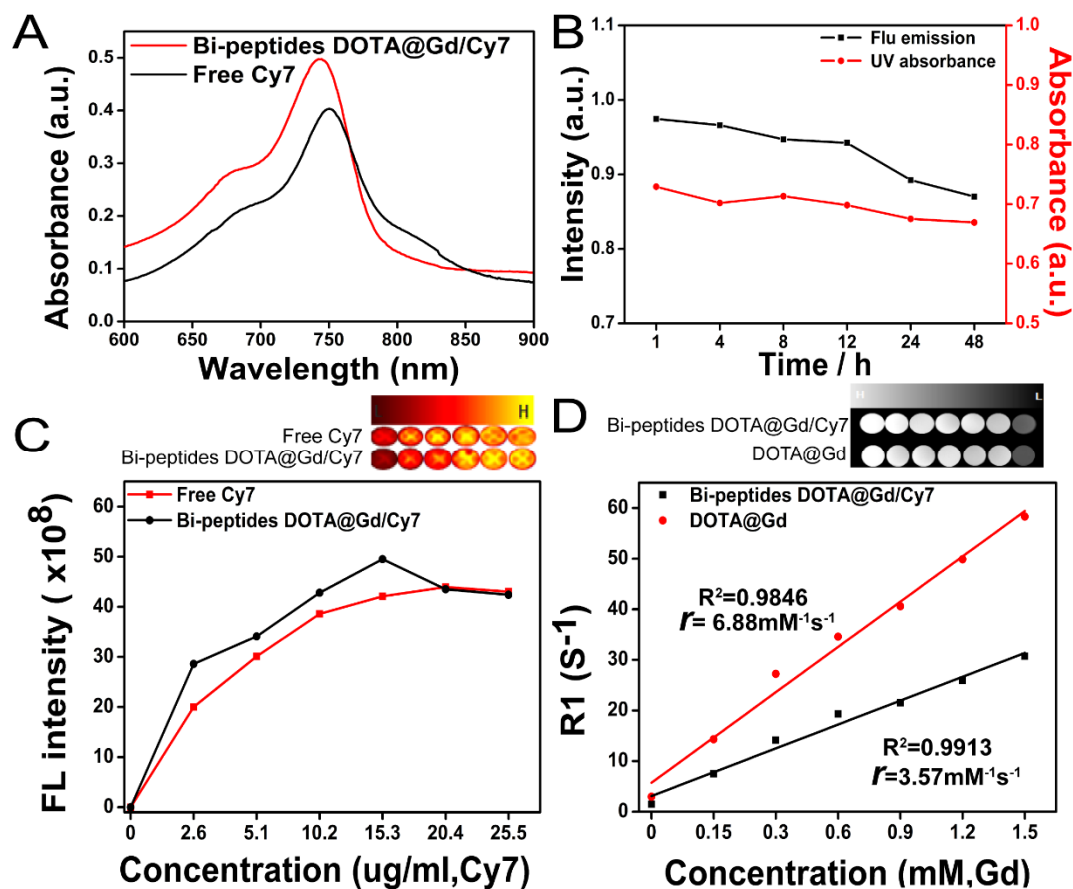 A
Bi-peptides DOTA@Gd/Cy7
Free Cy7
Absorbance (a.u.)
0.5
0.4
0.3
0.2
0.1
0.0
600 650 700 750 800 850 900
Wavelength (nm)
B
Flu emission
UV absorbance
Intensity (a.u.)
1.1
1.0
0.9
0.8
0.7
Absorbance (a.u.)
1.0
0.9
0.8
0.7
0.6
0.5
1 4 8 12 24 48
Time / h
C
L H
Free Cy7
Bi-peptides DOTA@Gd/Cy7
Free Cy7
Bi-peptides DOTA@Gd/Cy7
FL intensity ( x10⁸)
60
50
40
30
20
10
0
0 2.6 5.1 10.2 15.3 20.4 25.5
Concentration (ug/ml,Cy7)
D
H L
Bi-peptides DOTA@Gd/Cy7
DOTA@Gd
Bi-peptides DOTA@Gd/Cy7
DOTA@Gd
R1 (S⁻¹)
60
50
40
30
20
10
0
R²=0.9846
r= 6.88mM⁻¹s⁻¹
R²=0.9913
r=3.57mM⁻¹s⁻¹
0 0.15 0.3 0.6 0.9 1.2 1.5
Concentration (mM,Gd)